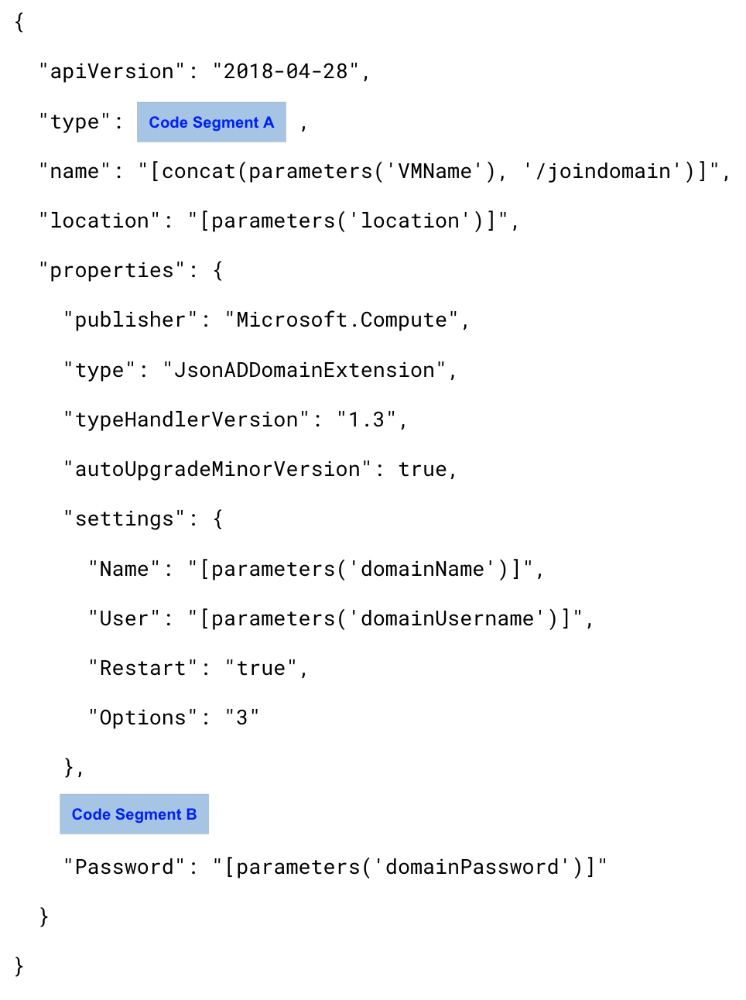 {
"apiVersion": "2018-04-28",
"type": Code Segment A ,
"name": "[concat(parameters('VMName'), '/joindomain')]",
"location": "[parameters('location')]",
"properties": {
"publisher": "Microsoft.Compute",
"type": "JsonADDomainExtension",
"typeHandlerVersion": "1.3",
"autoUpgradeMinorVersion": true,
"settings": {
"Name": "[parameters('domainName')]",
"User": "[parameters('domainUsername')]",
"Restart": "true",
"Options": "3"
},
Code Segment B
"Password": "[parameters('domainPassword')]"
}
}